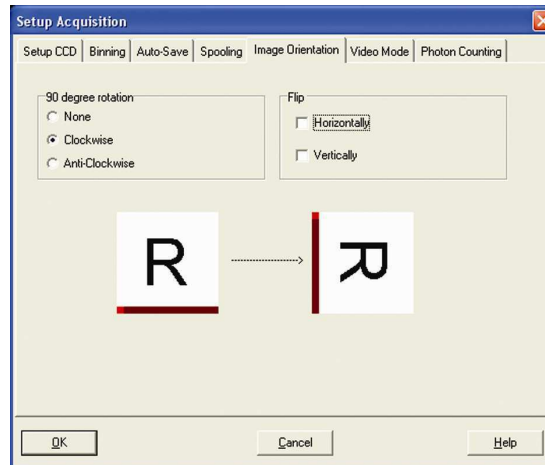 Setup Acquisition
Setup CCD Binning Auto-Save Spooling Image Orientation Video Mode Photon Counting
90 degree rotation Flip
None Horizontally
Clockwise Vertically
Anti-Clockwise
R R
OK Cancel Help